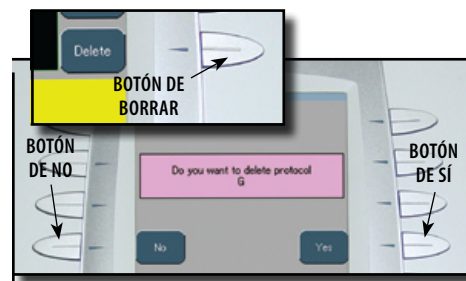 Delete
BOTÓN DE
BORRAR
BOTÓN
DE NO
BOTÓN
DE SÍ
Do you want to delete protocol
G
No
Yes